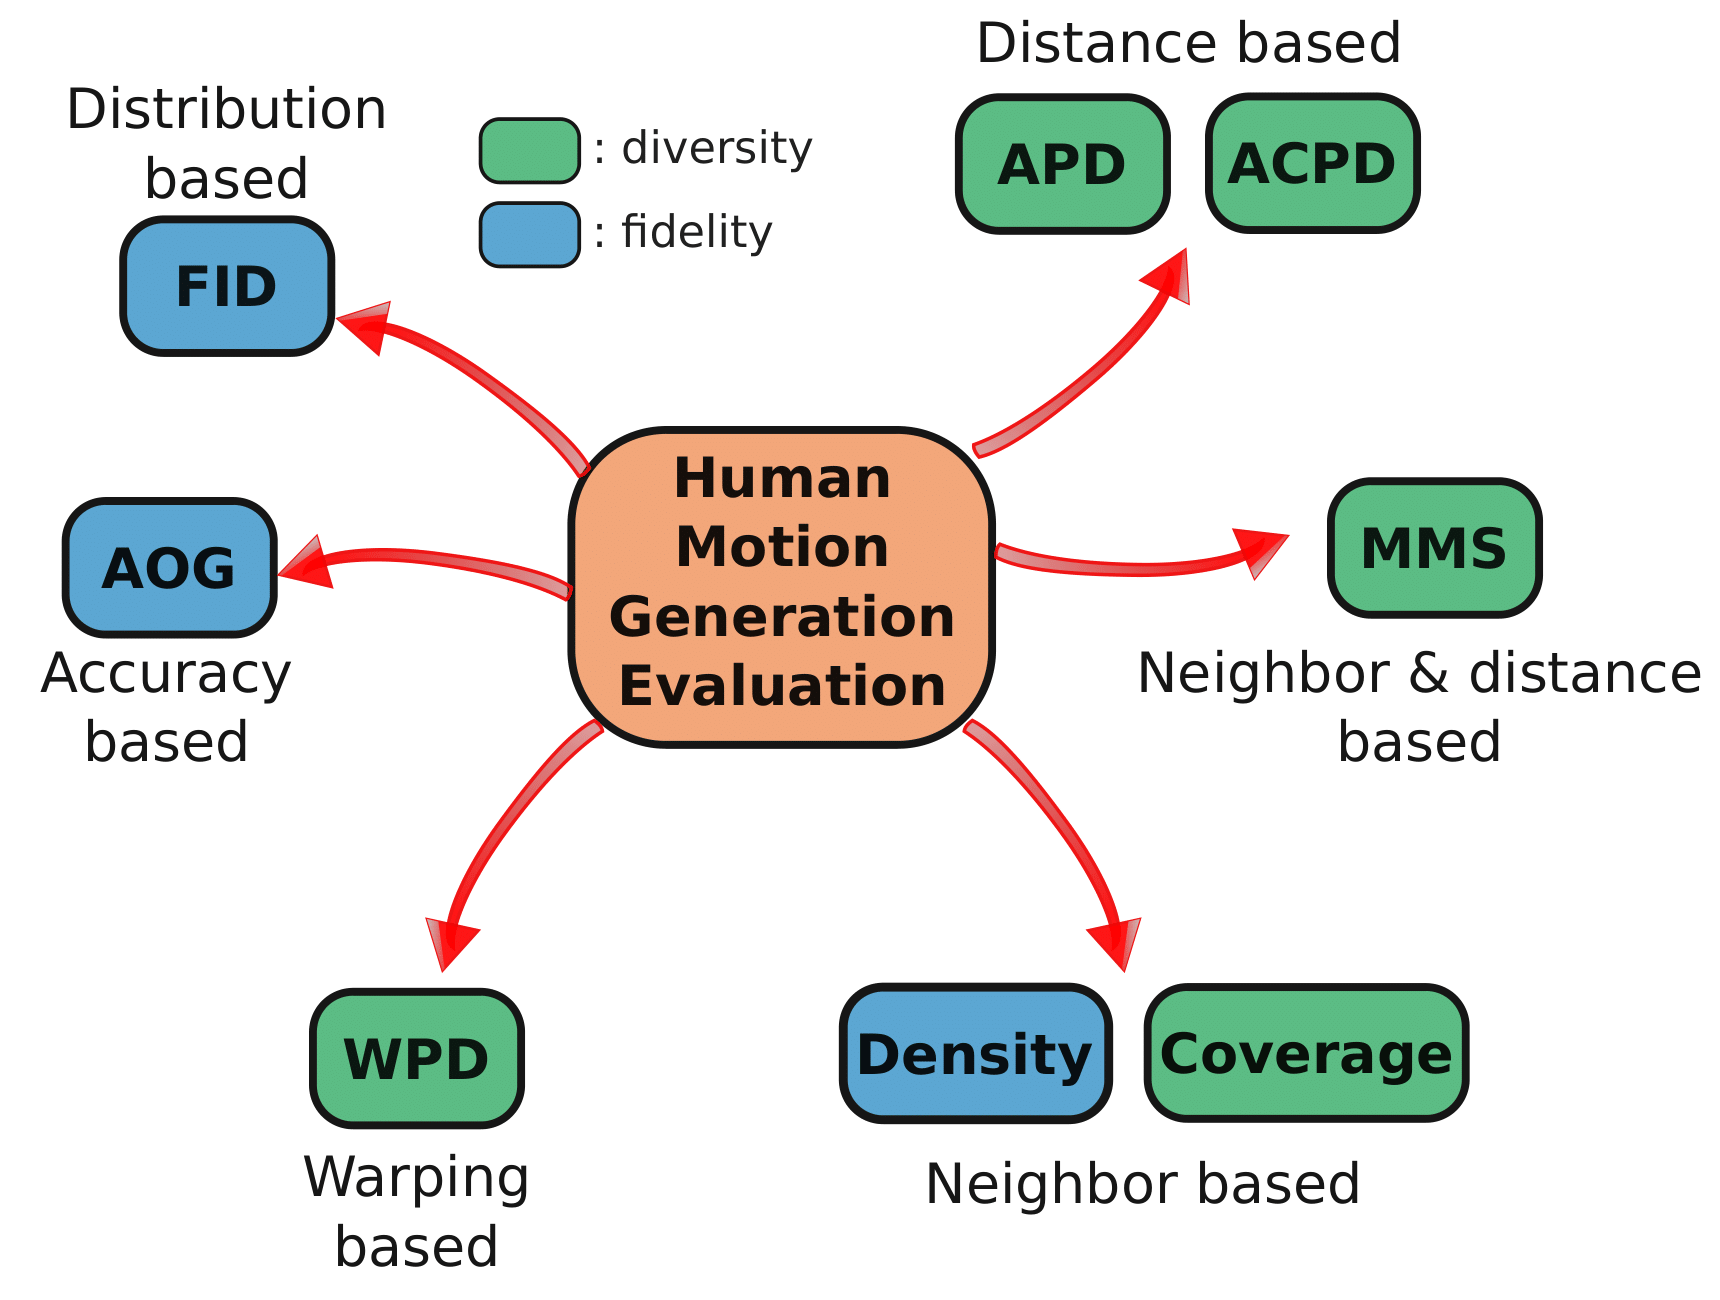 Distance based
Distribution
based
: diversity
: fidelity
APD
ACPD
FID
Human
Motion
Generation
Evaluation
AOG
Accuracy
based
MMS
Neighbor & distance
based
WPD
Warping
based
Density
Coverage
Neighbor based